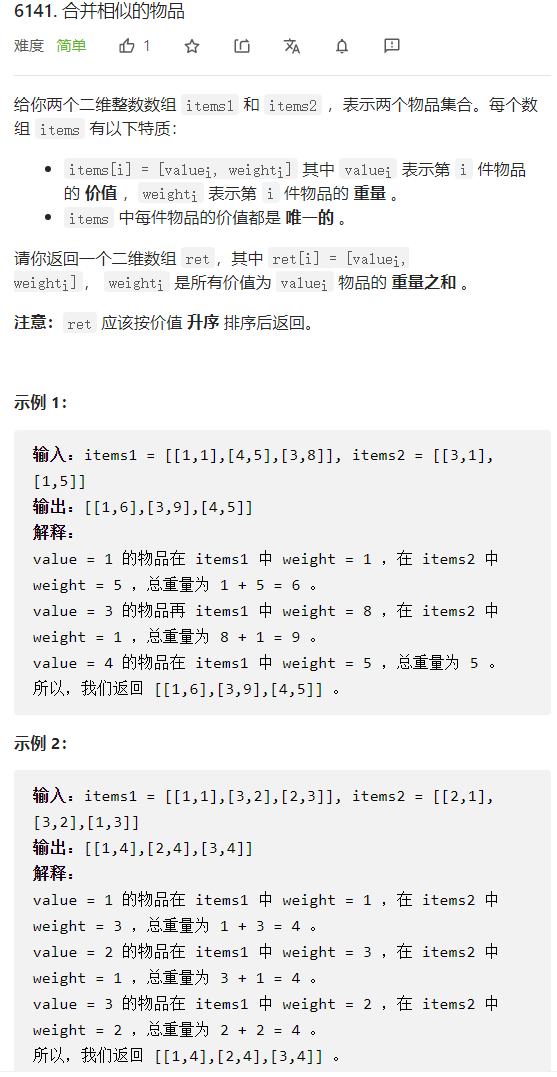 6141. 合并相似的物品
难度 简单 1
给你两个二维整数数组 items1 和 items2 ，表示两个物品集合。每个数
组 items 有以下特质：
items[i] = [valueᵢ, weightᵢ] 其中 valueᵢ 表示第 i 件物品
的 价值 ，weightᵢ 表示第 i 件物品的 重量 。
items 中每件物品的价值都是 唯一的 。
请你返回一个二维数组 ret，其中 ret[i] = [valueᵢ,
weightᵢ]， weightᵢ 是所有价值为 valueᵢ 物品的 重量之和 。
注意：ret 应该按价值 升序 排序后返回。
示例 1：
输入：items1 = [[1,1],[4,5],[3,8]], items2 = [[3,1],
[1,5]]
输出：[[1,6],[3,9],[4,5]]
解释：
value = 1 的物品在 items1 中 weight = 1 ，在 items2 中
weight = 5 ，总重量为 1 + 5 = 6 。
value = 3 的物品再 items1 中 weight = 8 ，在 items2 中
weight = 1 ，总重量为 8 + 1 = 9 。
value = 4 的物品在 items1 中 weight = 5 ，总重量为 5 。
所以，我们返回 [[1,6],[3,9],[4,5]] 。
示例 2：
输入：items1 = [[1,1],[3,2],[2,3]], items2 = [[2,1],
[3,2],[1,3]]
输出：[[1,4],[2,4],[3,4]]
解释：
value = 1 的物品在 items1 中 weight = 1 ，在 items2 中
weight = 3 ，总重量为 1 + 3 = 4 。
value = 2 的物品在 items1 中 weight = 3 ，在 items2 中
weight = 1 ，总重量为 3 + 1 = 4 。
value = 3 的物品在 items1 中 weight = 2 ，在 items2 中
weight = 2 ，总重量为 2 + 2 = 4 。
所以，我们返回 [[1,4],[2,4],[3,4]] 。